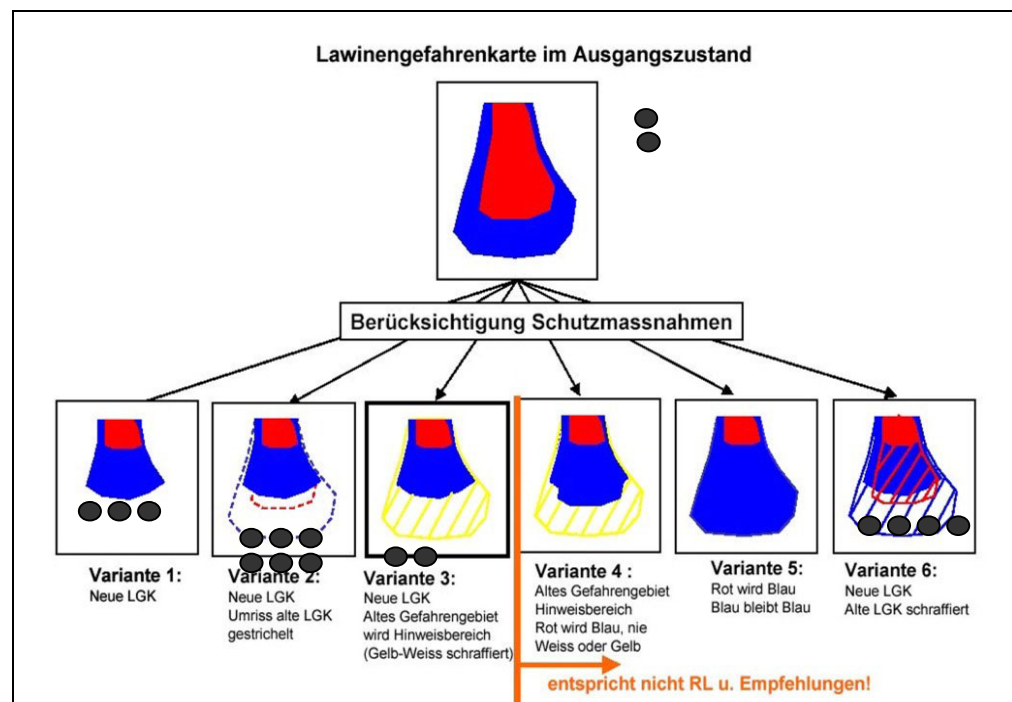 Lawinengefahrenkarte im Ausgangszustand
Berücksichtigung Schutzmassnahmen
Variante 1:
Neue LGK
Variante 2:
Neue LGK
Umriss alte LGK
gestrichelt
Variante 3:
Neue LGK
Altes Gefahrengebiet
wird Hinweisbereich
(Gelb-Weiss schraffiert)
Variante 4 :
Altes Gefahrengebiet
Hinweisbereich
Rot wird Blau, nie
Weiss oder Gelb
Variante 5:
Rot wird Blau
Blau bleibt Blau
Variante 6:
Neue LGK
Alte LGK schraffiert
entspricht nicht RL u. Empfehlungen!